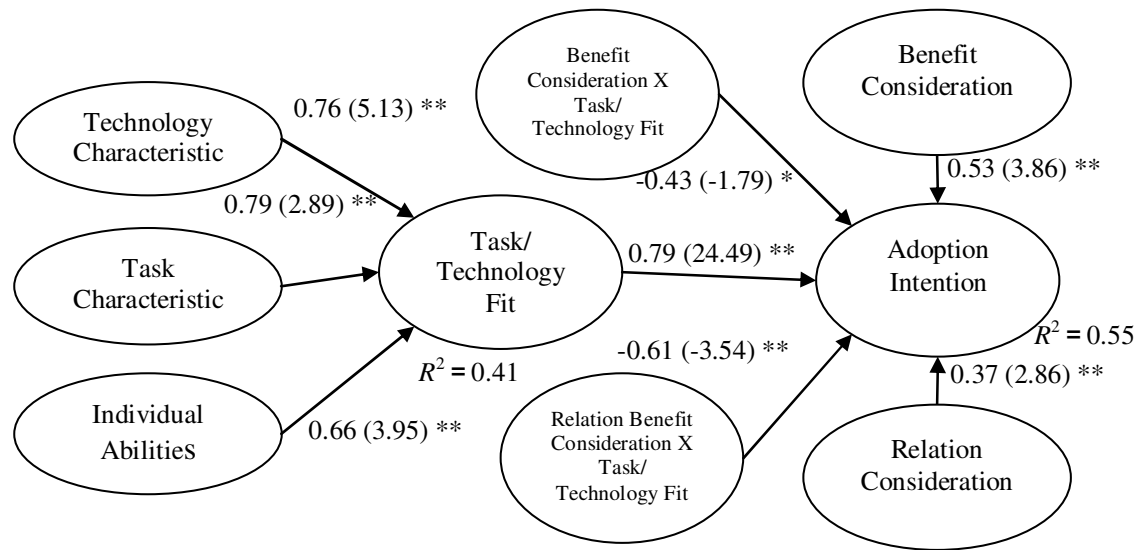 Technology
Characteristic
0.76 (5.13) **
0.79 (2.89) **
Task
Characteristic
Individual
Abilities
0.66 (3.95) **
Task/
Technology
Fit
R² = 0.41
Benefit
Consideration X
Task/
Technology Fit
-0.43 (-1.79) *
0.79 (24.49) **
-0.61 (-3.54) **
Relation Benefit
Consideration X
Task/
Technology Fit
Benefit
Consideration
0.53 (3.86) **
Adoption
Intention
R² = 0.55
0.37 (2.86) **
Relation
Consideration